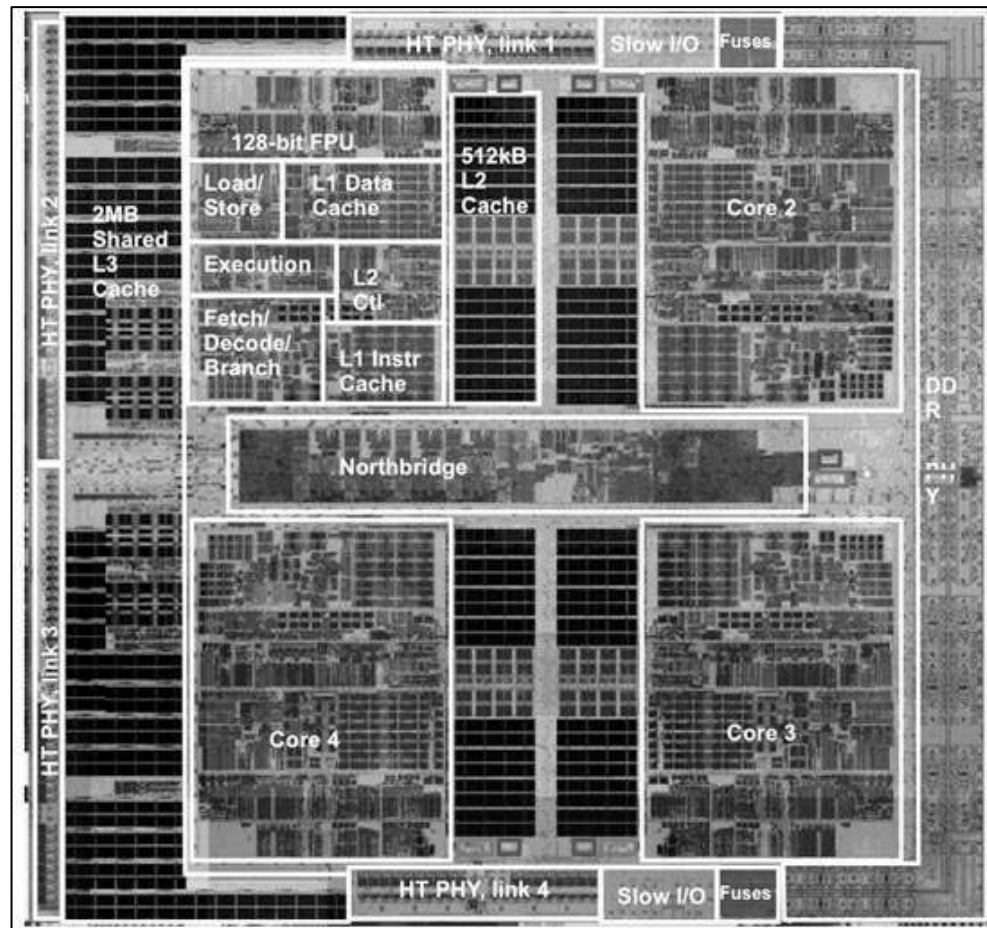 HT PHY, link 1
Slow I/O
Fuses
HT PHY, link 2
2MB
Shared
L3
Cache
128-bit FPU
Load/
Store
L1 Data
Cache
Execution
L2
Ctl
Fetch/
Decode/
Branch
L1 Instr
Cache
512kB
L2
Cache
Core 2
DD
R
PH
Y
Northbridge
HT PHY, link 3
Core 4
Core 3
HT PHY, link 4
Slow I/O
Fuses